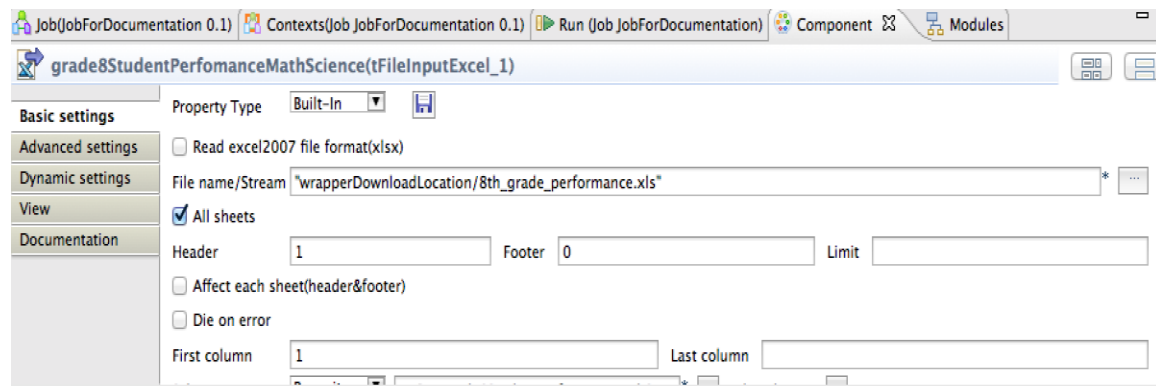 Job(JobForDocumentation 0.1) Contexts(Job JobForDocumentation 0.1) Run (Job JobForDocumentation) Component Modules
grade8StudentPerfomanceMathScience(tFileInputExcel_1)
Basic settings
Advanced settings
Dynamic settings
View
Documentation
Property Type Built-In
Read excel2007 file format(xlsx)
File name/Stream "wrapperDownloadLocation/8th_grade_performance.xls" * ...
All sheets
Header 1 Footer 0 Limit
Affect each sheet(header&footer)
Die on error
First column 1 Last column